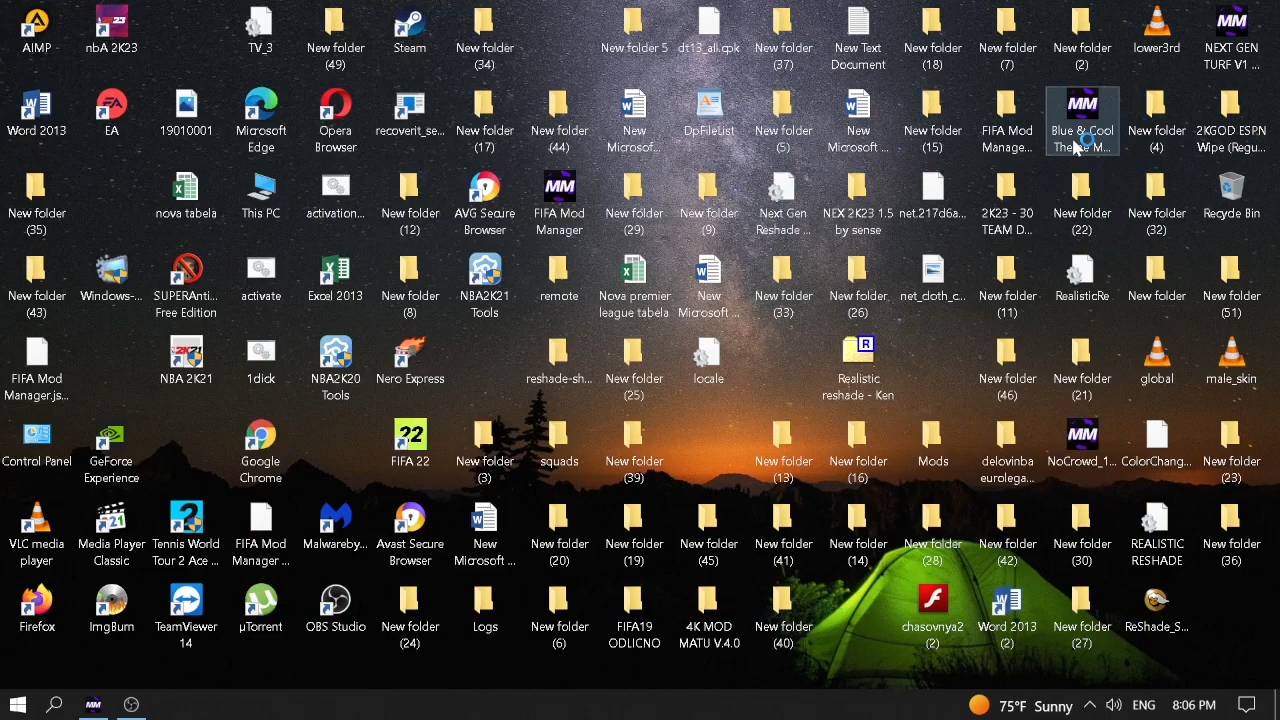 AIMP
nbA 2K23
TV_3
New folder
(49)
Steam
New folder
(34)
New folder 5
dt13_all.cpk
New folder
(37)
New Text
Document
New folder
(18)
New folder
(7)
New folder
(2)
lower3rd
NEXT GEN
TURF V1 ...
Word 2013
EA
19010001
Microsoft
Edge
Opera
Browser
recoverit_se...
New folder
(17)
New folder
(44)
New
Microsof...
DpFileList
New folder
(5)
New
Microsoft ...
New folder
(15)
FIFA Mod
Manage...
Blue & Cool
Theme M...
New folder
(4)
2KGOD ESPN
Wipe (Regu...
New folder
(35)
nova tabela
This PC
activation...
New folder
(12)
AVG Secure
Browser
MM
FIFA Mod
Manager
New folder
(29)
New folder
(9)
Next Gen
Reshade ...
NEX 2K23 1.5
by sense
net.217d6a...
2K23 - 30
TEAM D...
New folder
(22)
New folder
(32)
Recycle Bin
New folder
(43)
Windows-...
SUPERAnti...
Free Edition
activate
Excel 2013
New folder
(8)
NBA2K21
Tools
remote
Nova premier
league tabela
New
Microsoft ...
New folder
(33)
New folder
(26)
net_cloth_c...
New folder
(11)
RealisticRe
New folder
New folder
(51)
FIFA Mod
Manager.js...
NBA 2K21
1dick
NBA2K20
Tools
Nero Express
reshade-sh...
New folder
(25)
locale
R
Realistic
reshade - Ken
New folder
(46)
New folder
(21)
global
male_skin
Control Panel
GeForce
Experience
Google
Chrome
22
FIFA 22
New folder
(3)
squads
New folder
(39)
New folder
(13)
New folder
(16)
Mods
delovinba
eurolega...
MM
NoCrowd_1...
ColorChang...
New folder
(23)
VLC media
player
Media Player
Classic
Tennis World
Tour 2 Ace ...
FIFA Mod
Manager ...
Malwareby...
Avast Secure
Browser
New
Microsoft ...
New folder
(20)
New folder
(19)
New folder
(45)
New folder
(41)
New folder
(14)
New folder
(28)
New folder
(42)
New folder
(30)
REALISTIC
RESHADE
New folder
(36)
Firefox
ImgBurn
TeamViewer
14
µTorrent
OBS Studio
New folder
(24)
Logs
New folder
(6)
FIFA19
ODLICNO
4K MOD
MATU V.4.0
New folder
(40)
chasovnya2
(2)
Word 2013
(2)
New folder
(27)
ReShade_S...
75°F Sunny
ENG
8:06 PM